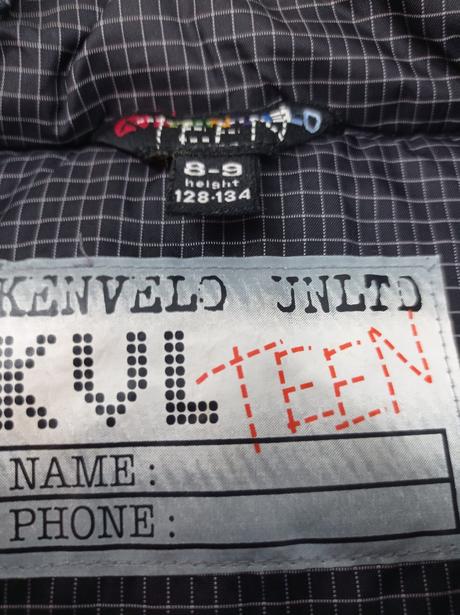 8-9
height
128-134
KENVELO UNLTD
KVL TEEN
NAME :
PHONE :